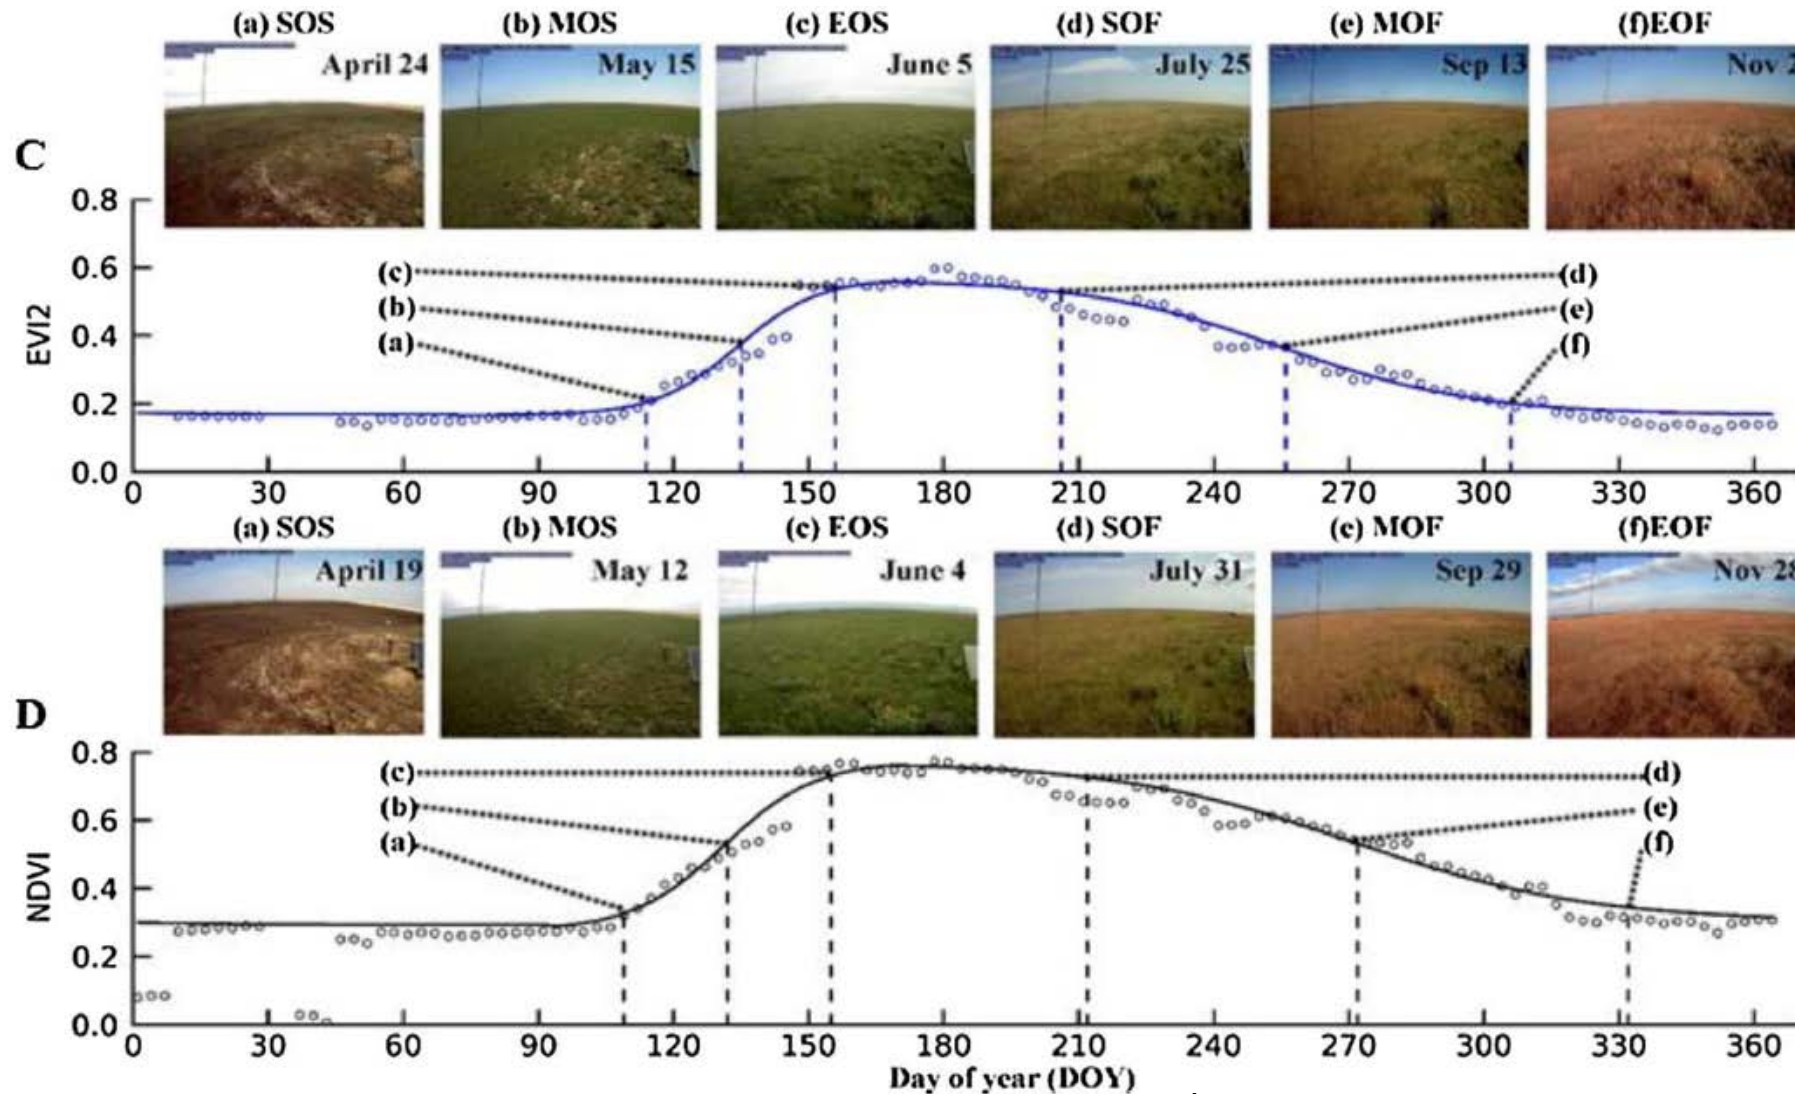 (a) SOS (b) MOS (c) EOS (d) SOF (e) MOF (f)EOF
April 24 May 15 June 5 July 25 Sep 13 Nov 2
C
0.8
0.6
0.4
0.2
0.0
EVI2
(c)
(b)
(a)
(d)
(e)
(f)
0 30 60 90 120 150 180 210 240 270 300 330 360
(a) SOS (b) MOS (c) EOS (d) SOF (e) MOF (f)EOF
April 19 May 12 June 4 July 31 Sep 29 Nov 28
D
0.8
0.6
0.4
0.2
0.0
NDVI
(c)
(b)
(a)
(d)
(e)
(f)
0 30 60 90 120 150 180 210 240 270 300 330 360
Day of year (DOY)